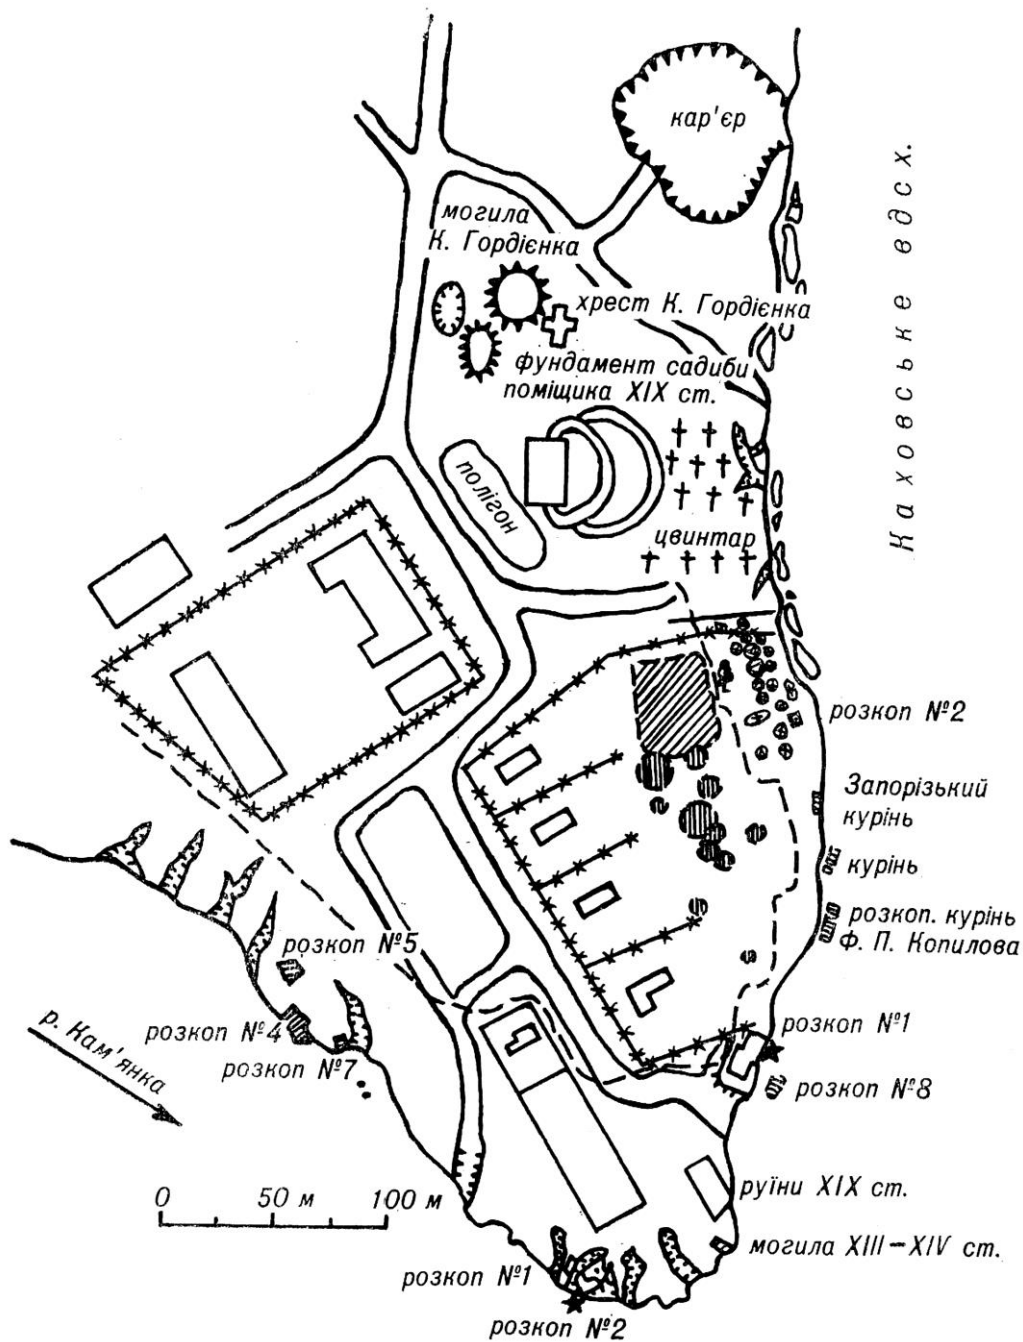 кар'єр
Каховське вдсх.
могила
К. Гордієнка
хрест К. Гордієнка
фундамент садиби
поміщика XIX ст.
полігон
цвинтар
розкоп №2
Запорізький
курінь
курінь
розкоп. курінь
Ф. П. Копилова
розкоп №5
розкоп №4
розкоп №7
р. Кам'янка
розкоп №1
розкоп №8
0 50 м 100 м
руїни XIX ст.
могила XIII–XIV ст.
розкоп №1
розкоп №2